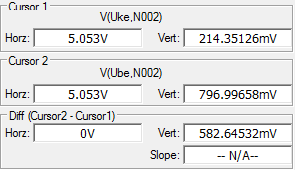 Cursor 1
V(Uke,N002)
Horz: 5.053V Vert: 214.35126mV
Cursor 2
V(Ube,N002)
Horz: 5.053V Vert: 796.99658mV
Diff (Cursor2 - Cursor1)
Horz: 0V Vert: 582.64532mV
Slope: -- N/A--